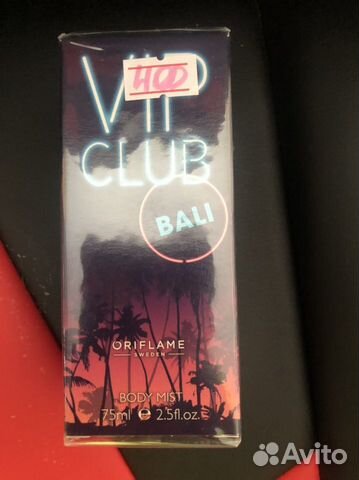 VIP
400
CLUB
BALI
ORIFLAME
SWEDEN
BODY MIST
75ml ℮ 2.5fl.oz.
Avito